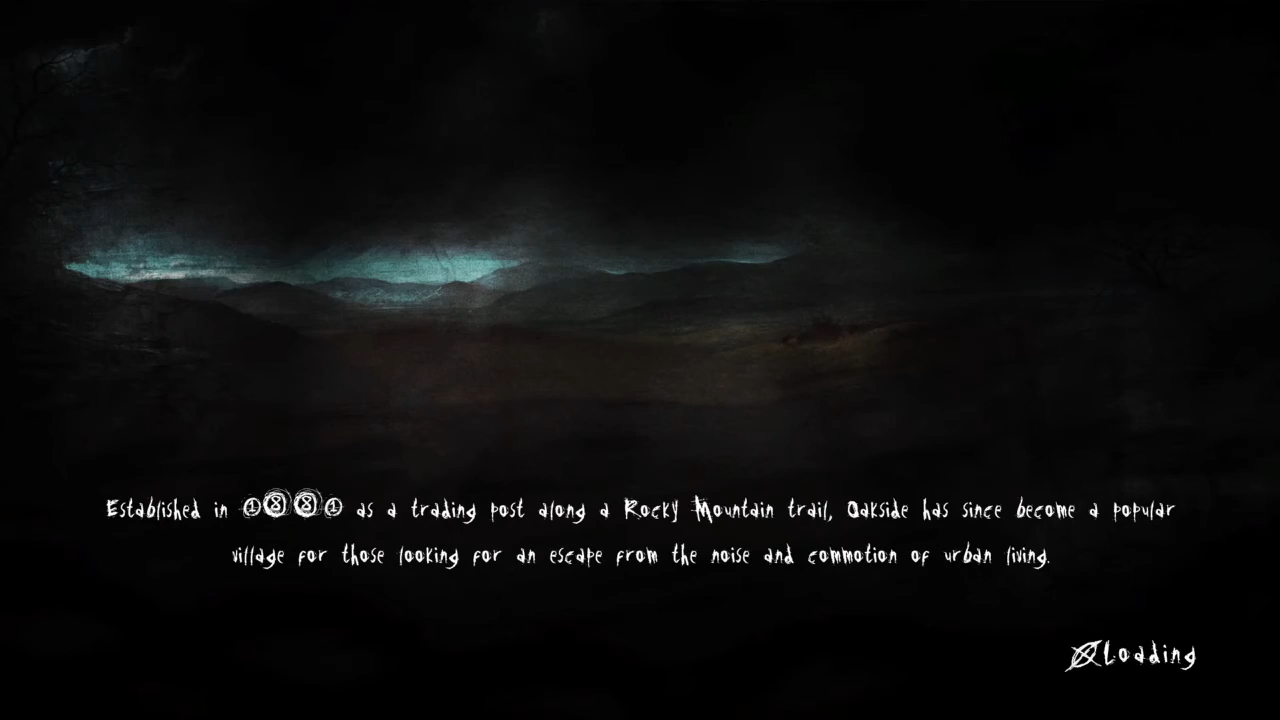 Established in 1881 as a trading post along a Rocky Mountain trail, Oakside has since become a popular
village for those looking for an escape from the noise and commotion of urban living.
Loading